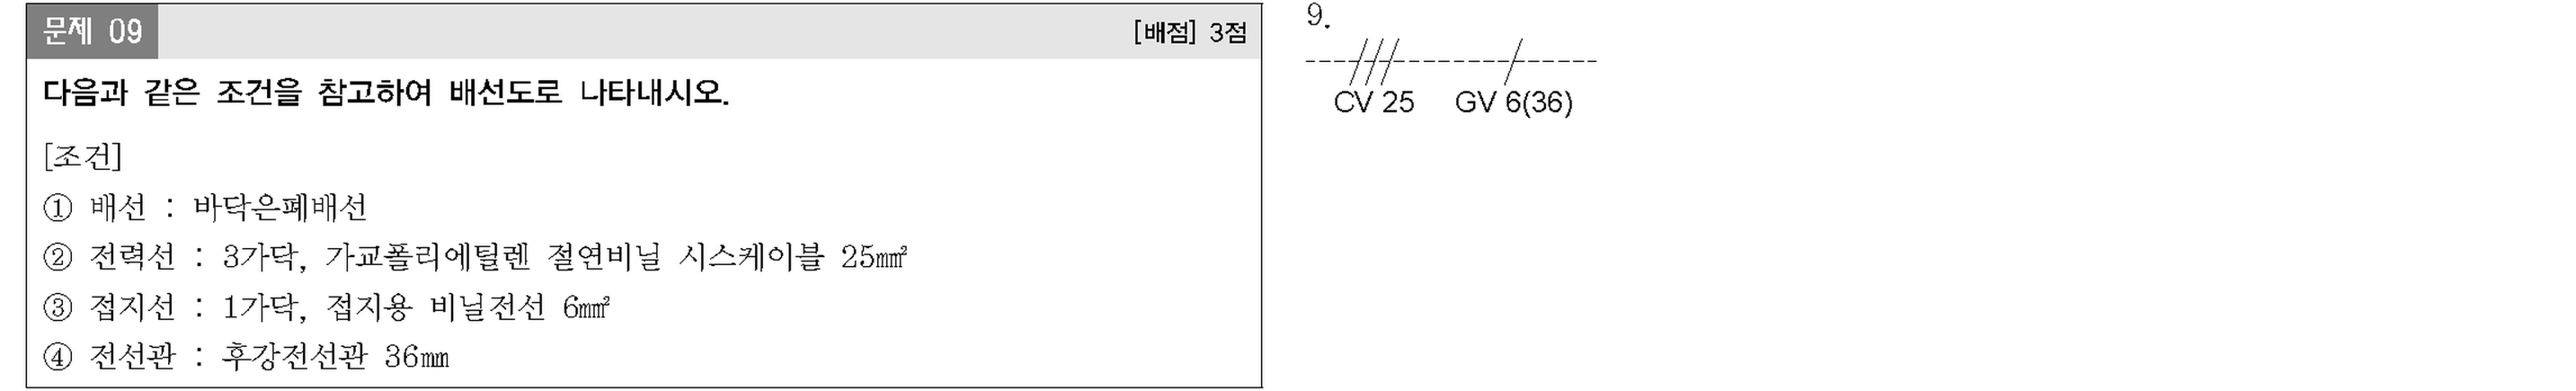 문제 09
[배점] 3점
다음과 같은 조건을 참고하여 배선도로 나타내시오.
[조건]
① 배선 : 바닥은폐배선
② 전력선 : 3가닥, 가교폴리에틸렌 절연비닐 시스케이블 25㎟
③ 접지선 : 1가닥, 접지용 비닐전선 6㎟
④ 전선관 : 후강전선관 36㎜
9.
CV 25 GV 6(36)